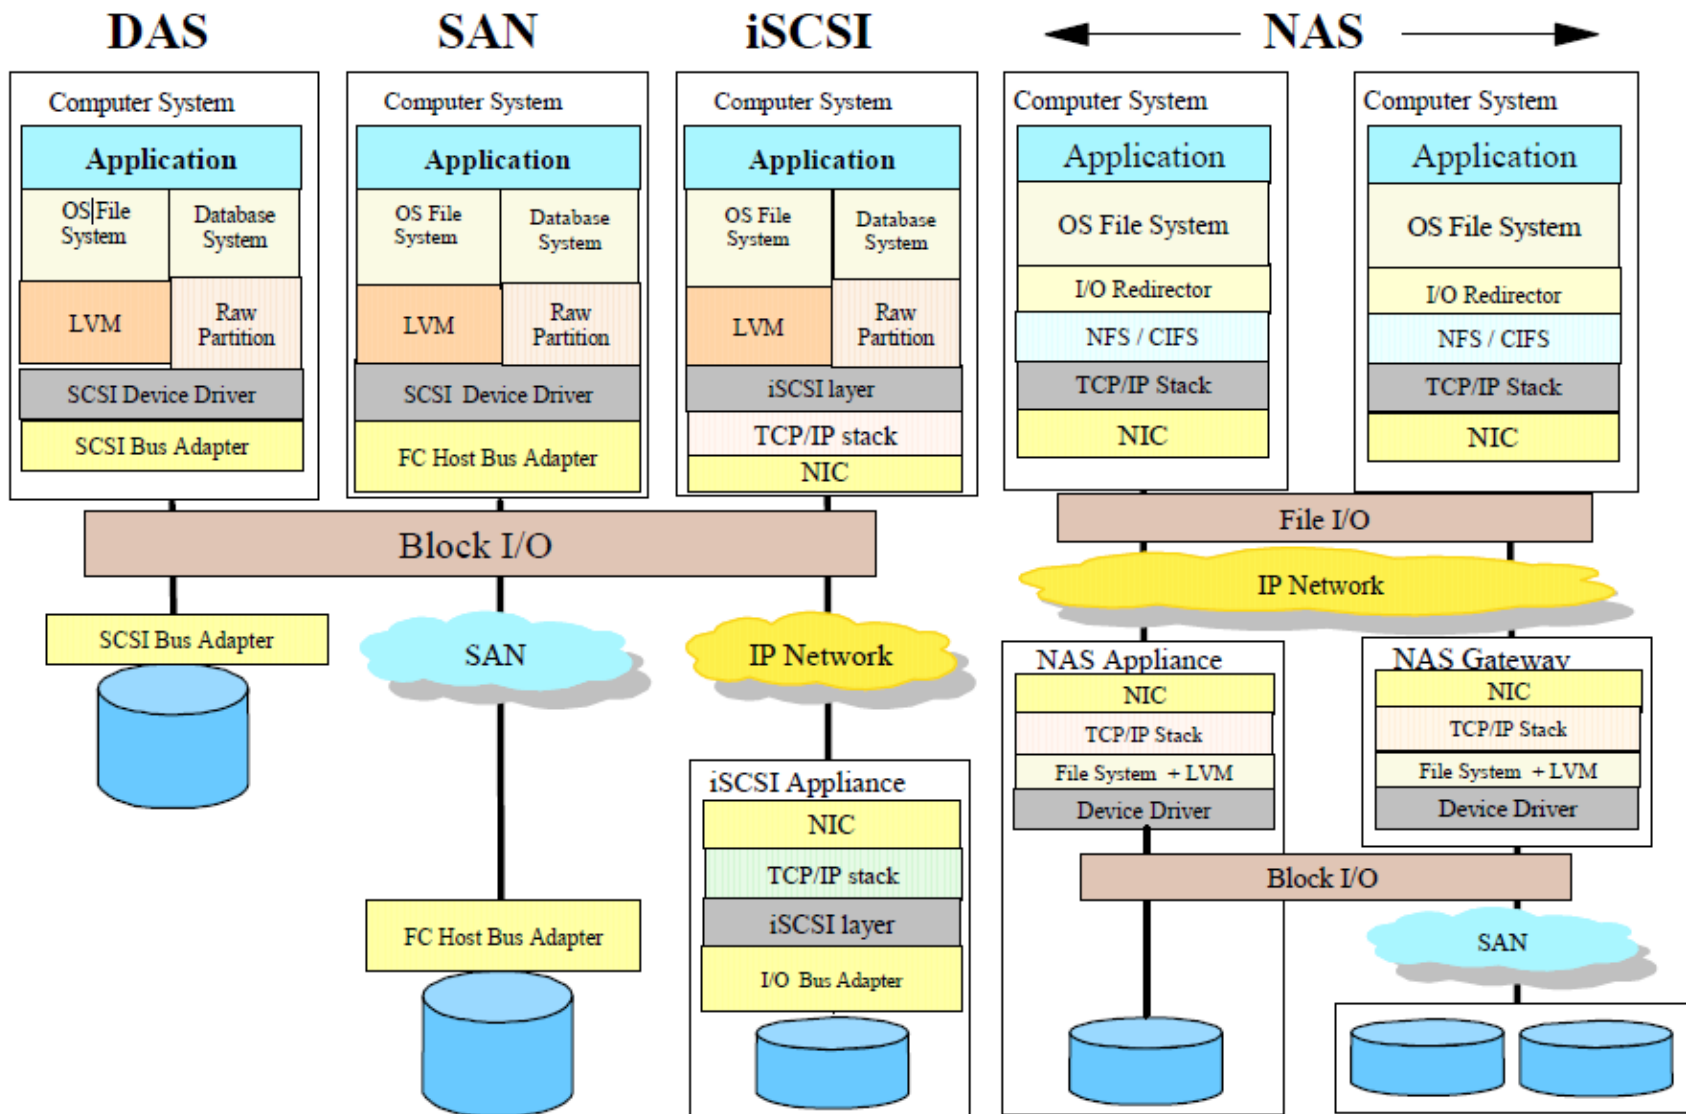 DAS
SAN
iSCSI
NAS
Computer System
Application
OS File
System
Database
System
LVM
Raw
Partition
SCSI Device Driver
SCSI Bus Adapter
Computer System
Application
OS File
System
Database
System
LVM
Raw
Partition
SCSI Device Driver
FC Host Bus Adapter
Computer System
Application
OS File
System
Database
System
LVM
Raw
Partition
iSCSI layer
TCP/IP stack
NIC
Computer System
Application
OS File System
I/O Redirector
NFS / CIFS
TCP/IP Stack
NIC
Computer System
Application
OS File System
I/O Redirector
NFS / CIFS
TCP/IP Stack
NIC
Block I/O
File I/O
SCSI Bus Adapter
SAN
FC Host Bus Adapter
IP Network
iSCSI Appliance
NIC
TCP/IP stack
iSCSI layer
I/O Bus Adapter
IP Network
NAS Appliance
NIC
TCP/IP Stack
File System + LVM
Device Driver
NAS Gateway
NIC
TCP/IP Stack
File System + LVM
Device Driver
Block I/O
SAN